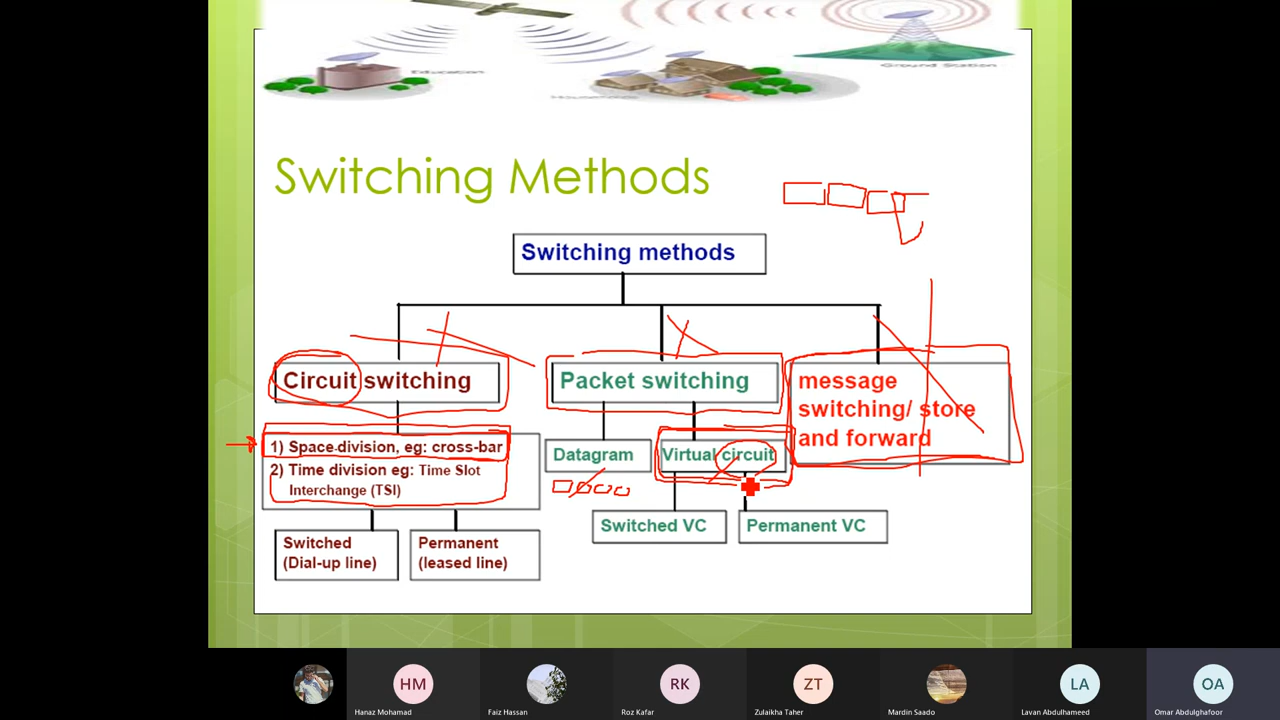 Education
Ground Station
Switching Methods
Switching methods
Circuit switching
Packet switching
message
switching/ store
and forward
1) Space division, eg: cross-bar
2) Time division eg: Time Slot
Interchange (TSI)
Datagram
Virtual circuit
Switched VC
Permanent VC
Switched
(Dial-up line)
Permanent
(leased line)
HM
RK
ZT
LA
OA
Hanaz Mohamad
Faiz Hassan
Roz Kafar
Zulaikha Taher
Mardin Saado
Lavan Abdulhameed
Omar Abdulghafoor